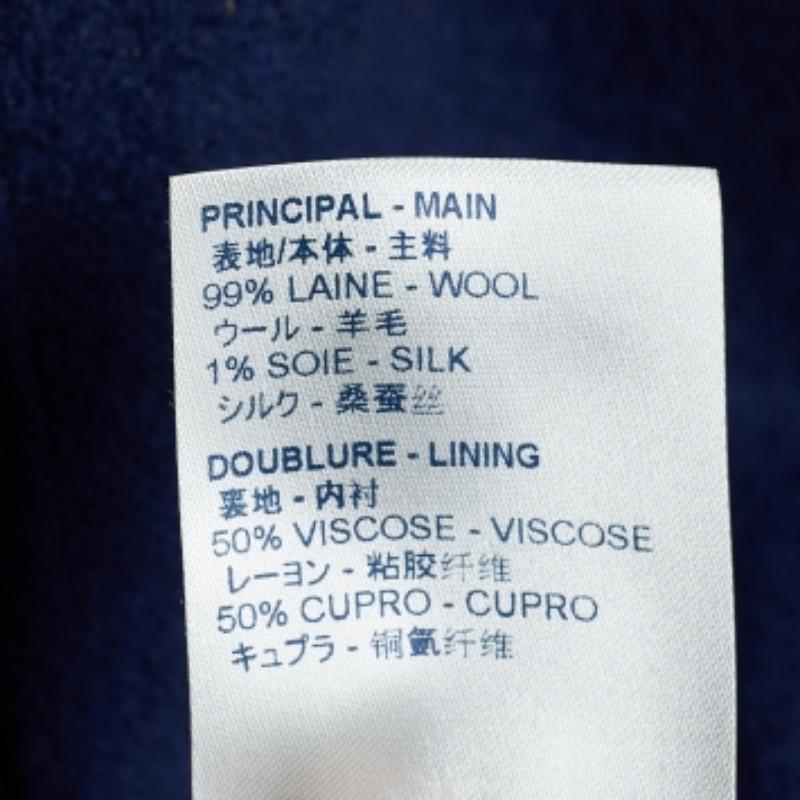 PRINCIPAL - MAIN
表地/本体 - 主料
99% LAINE - WOOL
ウール - 羊毛
1% SOIE - SILK
シルク - 桑蚕丝
DOUBLURE - LINING
裏地 - 内衬
50% VISCOSE - VISCOSE
レーヨン - 粘胶纤维
50% CUPRO - CUPRO
キュプラ - 铜氨纤维